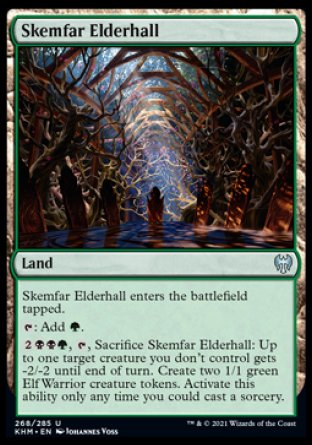 Skemfar Elderhall
Land
Skemfar Elderhall enters the battlefield
tapped.
: Add .
2, , Sacrifice Skemfar Elderhall: Up
to one target creature you don't control gets
-2/-2 until end of turn. Create two 1/1 green
Elf Warrior creature tokens. Activate this
ability only any time you could cast a sorcery.
268/285 U
KHM • EN Johannes Voss
™ & © 2021 Wizards of the Coast